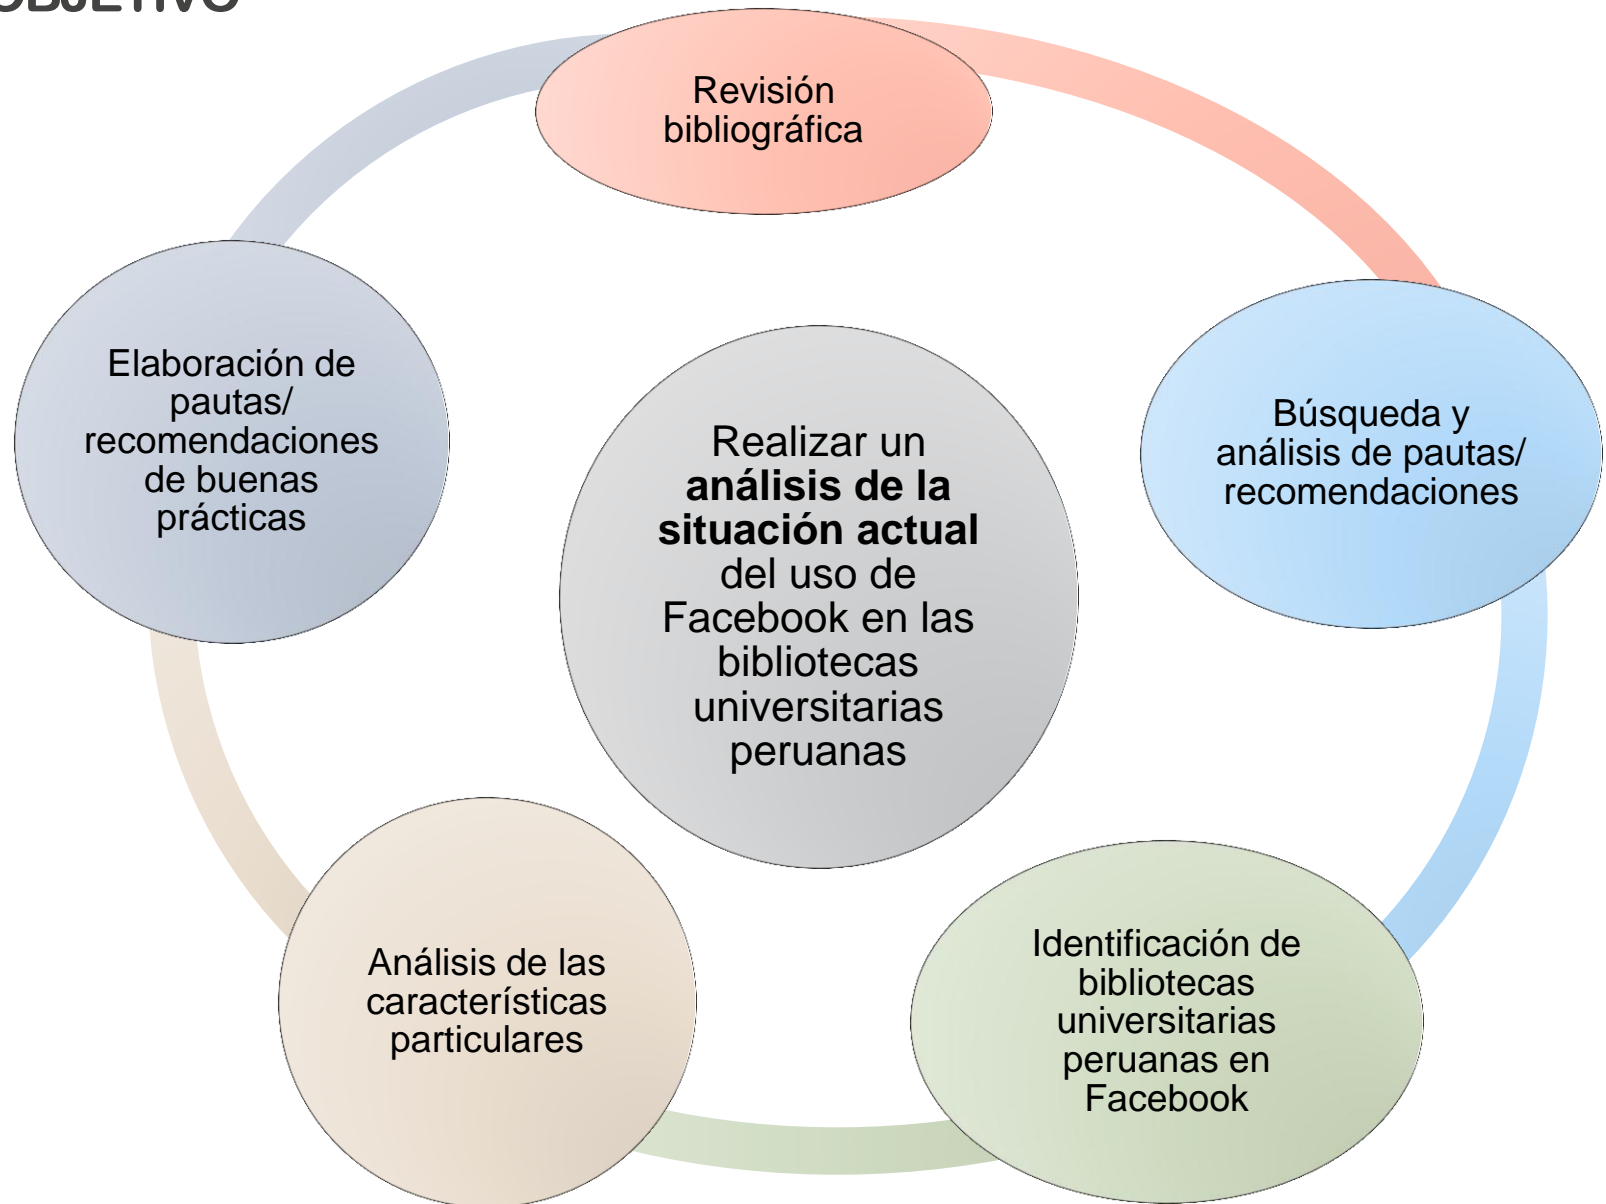 OBJETIVO
Revisión
bibliográfica
Búsqueda y
análisis de pautas/
recomendaciones
Identificación de
bibliotecas
universitarias
peruanas en
Facebook
Análisis de las
características
particulares
Elaboración de
pautas/
recomendaciones
de buenas
prácticas
Realizar un
análisis de la
situación actual
del uso de
Facebook en las
bibliotecas
universitarias
peruanas